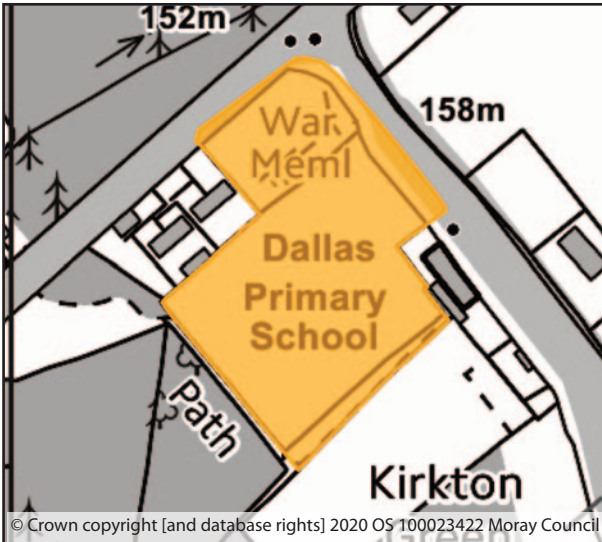 152m
158m
War
Meml
Dallas
Primary
School
Path
Kirkton
Green
© Crown copyright [and database rights] 2020 OS 100023422 Moray Council